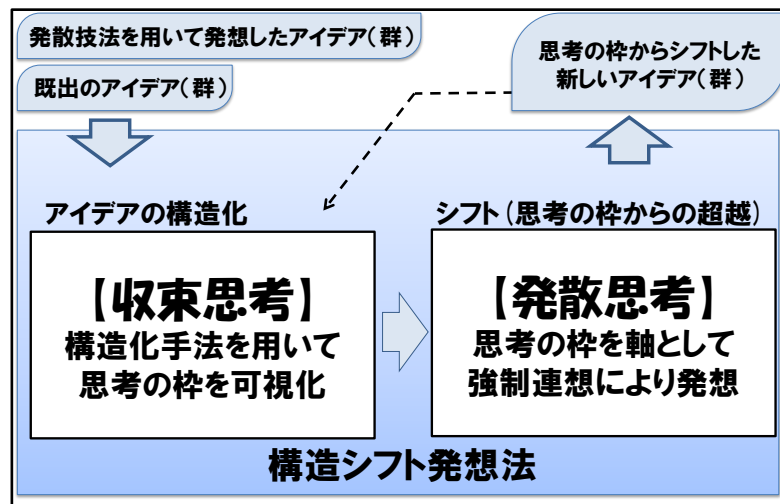 発散技法を用いて発想したアイデア(群)
既出のアイデア(群)
思考の枠からシフトした
新しいアイデア(群)
アイデアの構造化
【収束思考】
構造化手法を用いて
思考の枠を可視化
シフト(思考の枠からの超越)
【発散思考】
思考の枠を軸として
強制連想により発想
構造シフト発想法